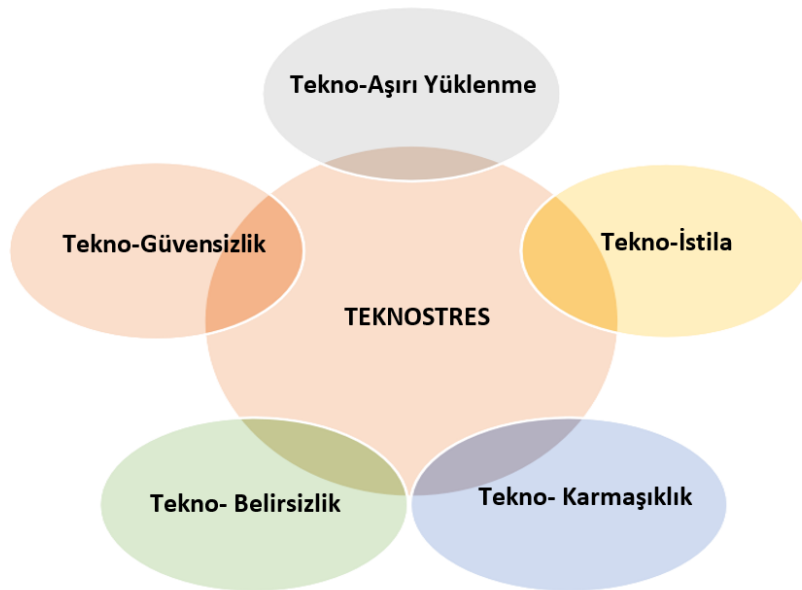 Tekno-Aşırı Yüklenme
Tekno-Güvensizlik
Tekno-İstila
TEKNOSTRES
Tekno- Belirsizlik
Tekno- Karmaşıklık